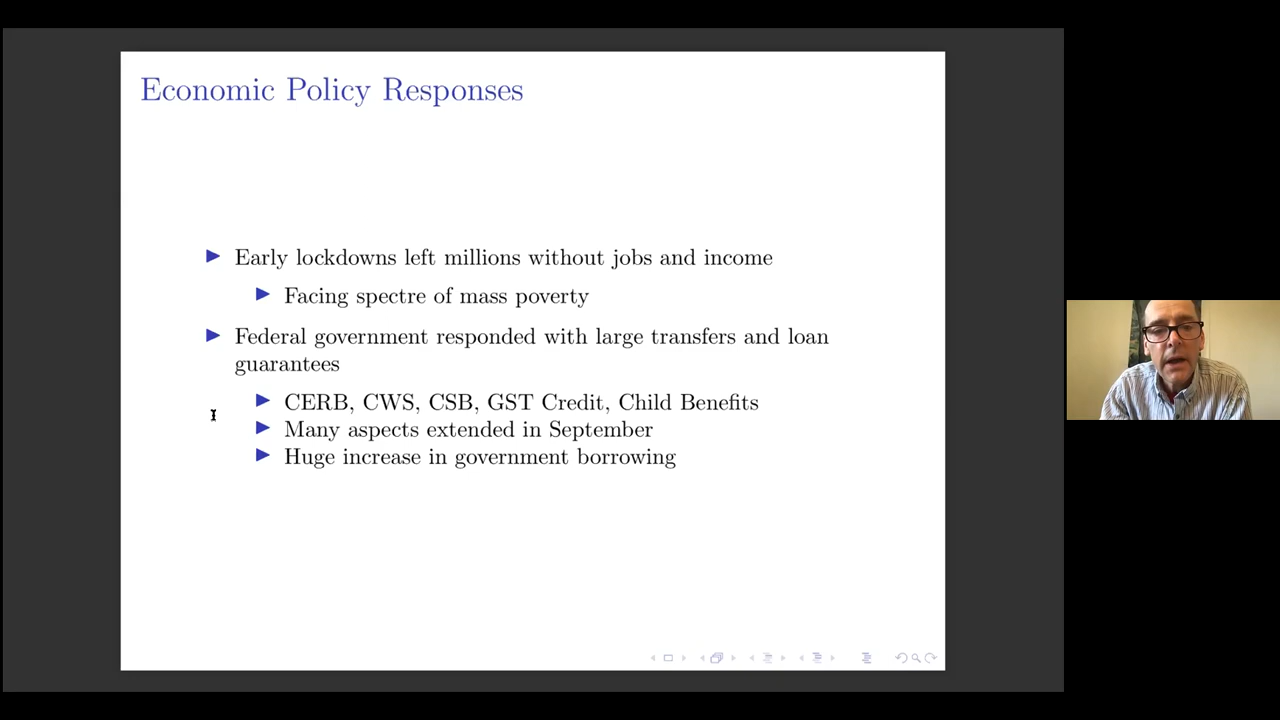 Economic Policy Responses
Early lockdowns left millions without jobs and income
Facing spectre of mass poverty
Federal government responded with large transfers and loan
guarantees
CERB, CWS, CSB, GST Credit, Child Benefits
Many aspects extended in September
Huge increase in government borrowing